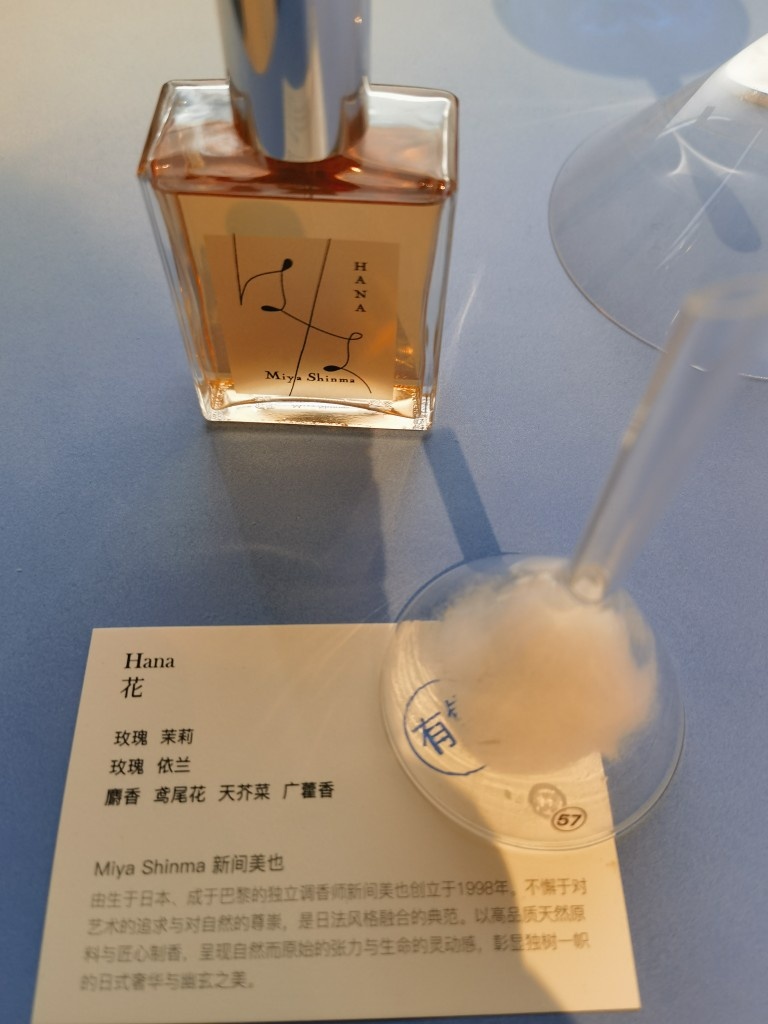 HANA
Miya Shinma
Hana
花
玫瑰 茉莉
玫瑰 依兰
麝香 鸢尾花 天芥菜 广藿香
有
57
Miya Shinma 新间美也
由生于日本、成于巴黎的独立调香师新间美也创立于1998年。不懈于对
艺术的追求与对自然的尊崇，是日法风格融合的典范。以高品质天然原
料与匠心制香，呈现自然而原始的张力与生命的灵动感，彰显独树一帜
的日式奢华与幽玄之美。